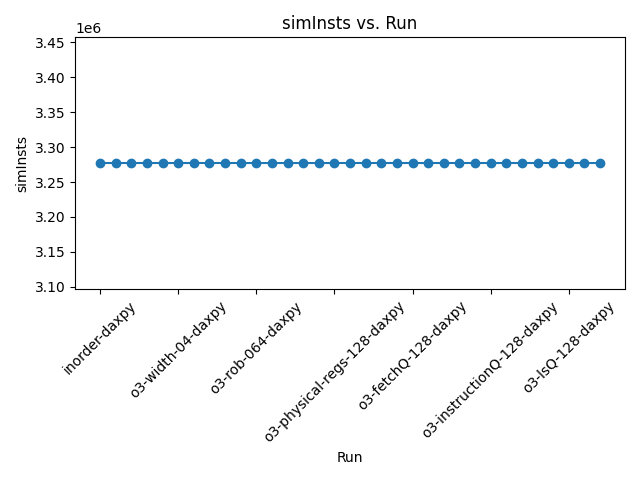 simInsts vs. Run
1e6
3.45
3.40
3.35
3.30
3.25
3.20
3.15
3.10
simInsts
inorder-daxpy
o3-width-04-daxpy
o3-rob-064-daxpy
o3-physical-regs-128-daxpy
o3-fetchQ-128-daxpy
o3-instructionQ-128-daxpy
o3-lsQ-128-daxpy
Run